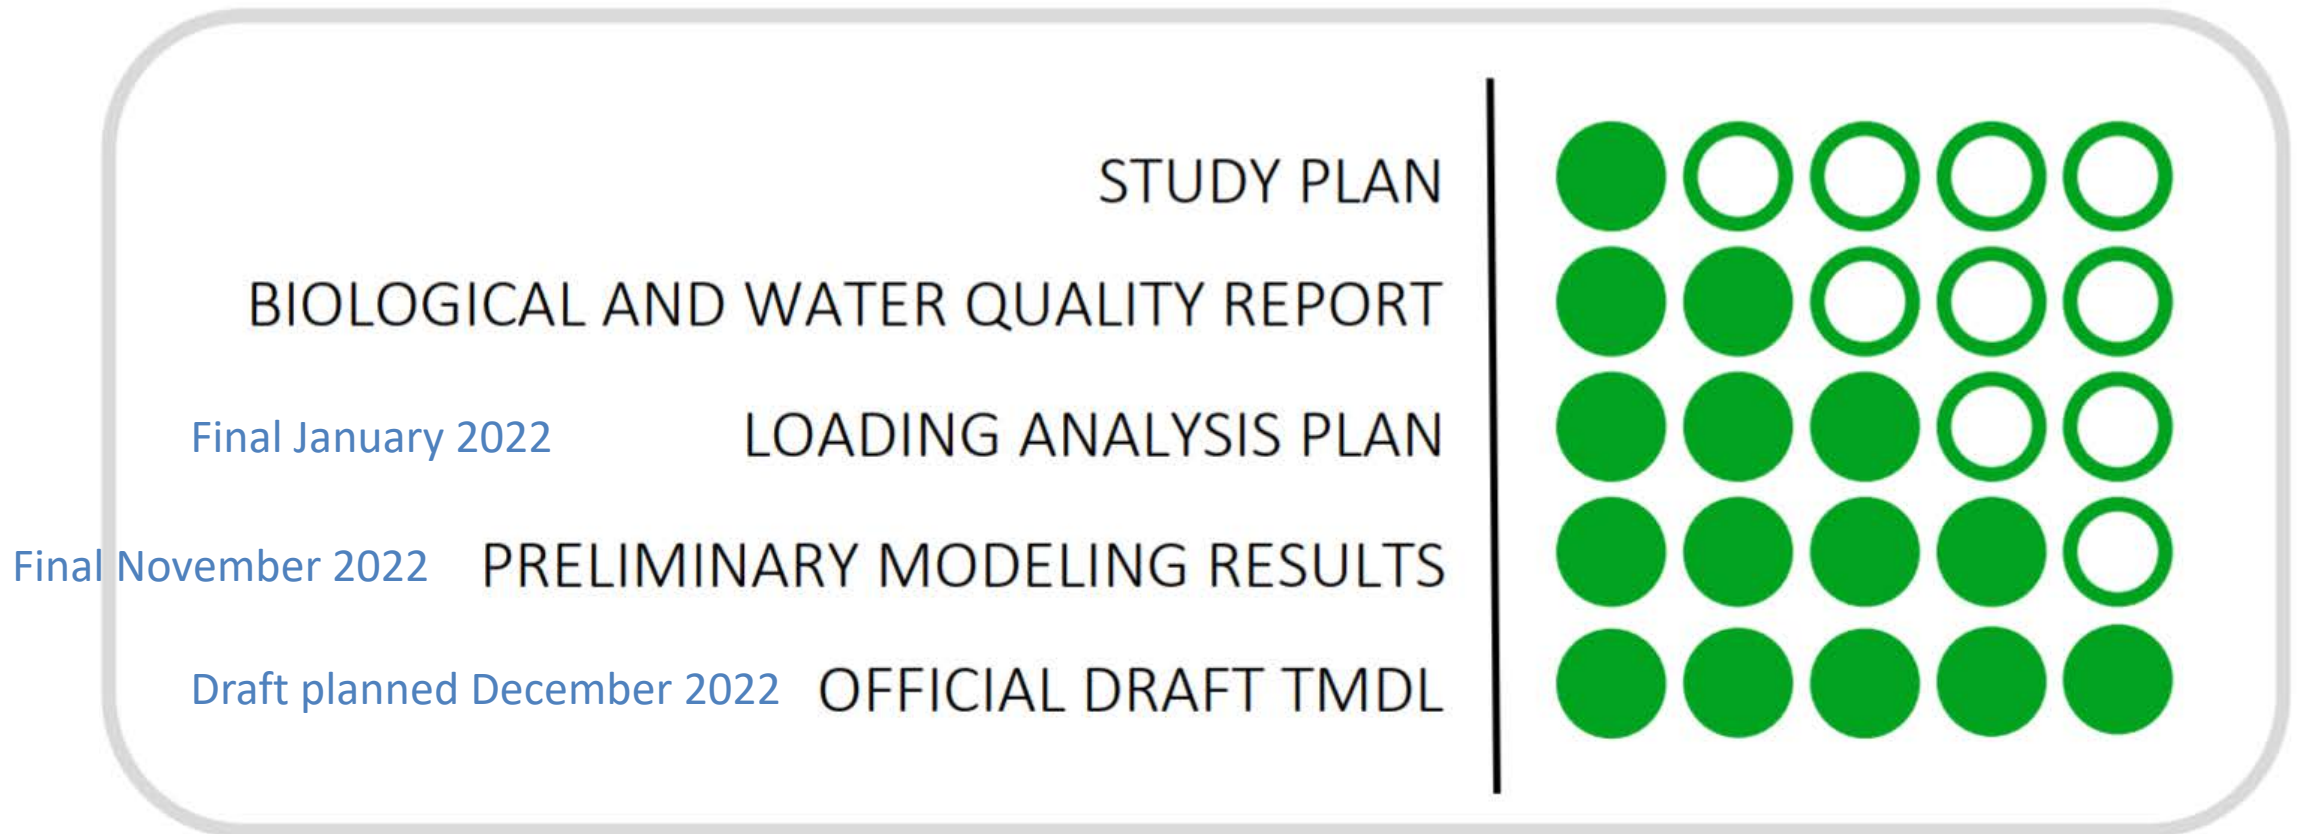 STUDY PLAN
BIOLOGICAL AND WATER QUALITY REPORT
Final January 2022 LOADING ANALYSIS PLAN
Final November 2022 PRELIMINARY MODELING RESULTS
Draft planned December 2022 OFFICIAL DRAFT TMDL